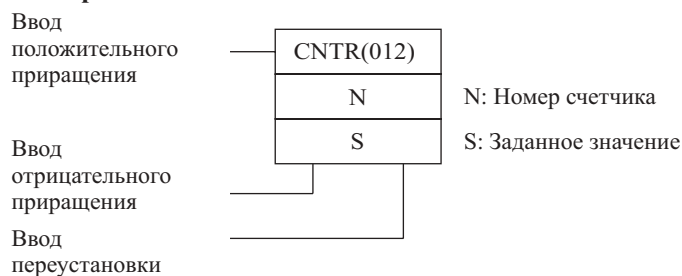 Ввод
положительного
приращения
CNTR(012)
N
N: Номер счетчика
S
S: Заданное значение
Ввод
отрицательного
приращения
Ввод
переустановки